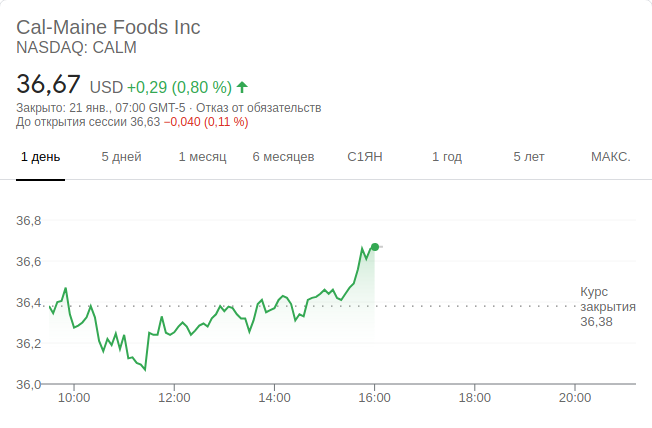 Cal-Maine Foods Inc
NASDAQ: CALM
36,67 USD +0,29 (0,80 %)
Закрыто: 21 янв., 07:00 GMT-5 · Отказ от обязательств
До открытия сессии 36,63 −0,040 (0,11 %)
1 день 5 дней 1 месяц 6 месяцев С1ЯН 1 год 5 лет МАКС.
36,8
36,6
36,4
36,2
36,0
Курс
закрытия
36,38
10:00 12:00 14:00 16:00 18:00 20:00